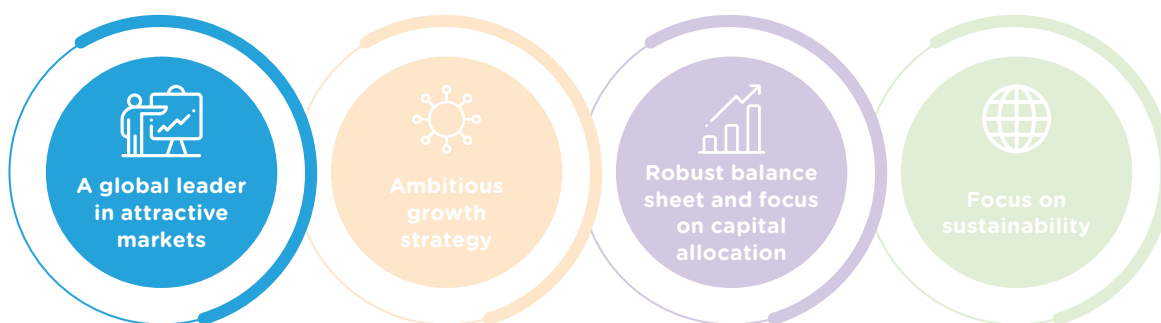 A global leader
in attractive
markets
Ambitious
growth
strategy
Robust balance
sheet and focus
on capital
allocation
Focus on
sustainability